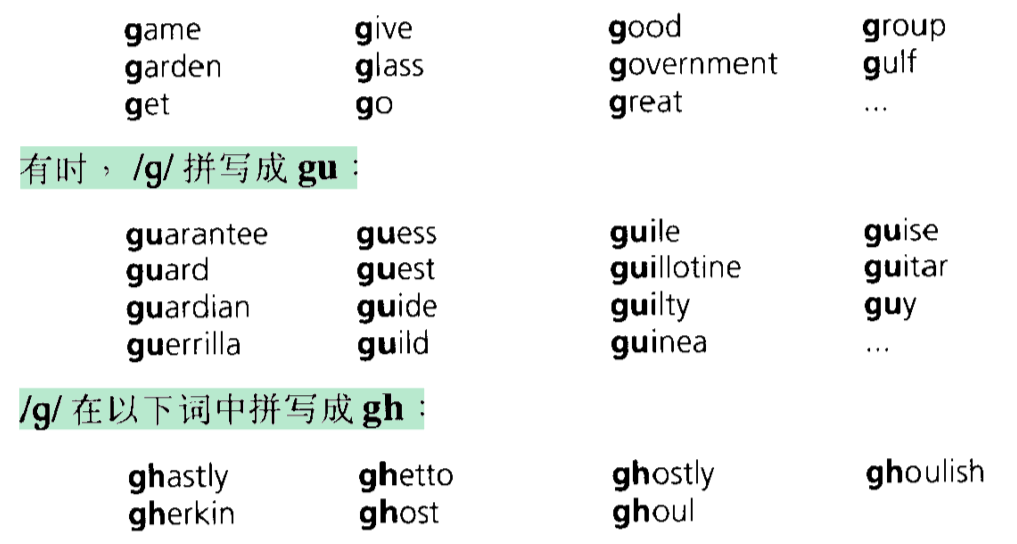 game give good group
garden glass government gulf
get go great ...
有时，/g/ 拼写成 gu：
guarantee guess guile guise
guard guest guillotine guitar
guardian guide guilty guy
guerrilla guild guinea ...
/g/ 在以下词中拼写成 gh：
ghastly ghetto ghostly ghoulish
gherkin ghost ghoul